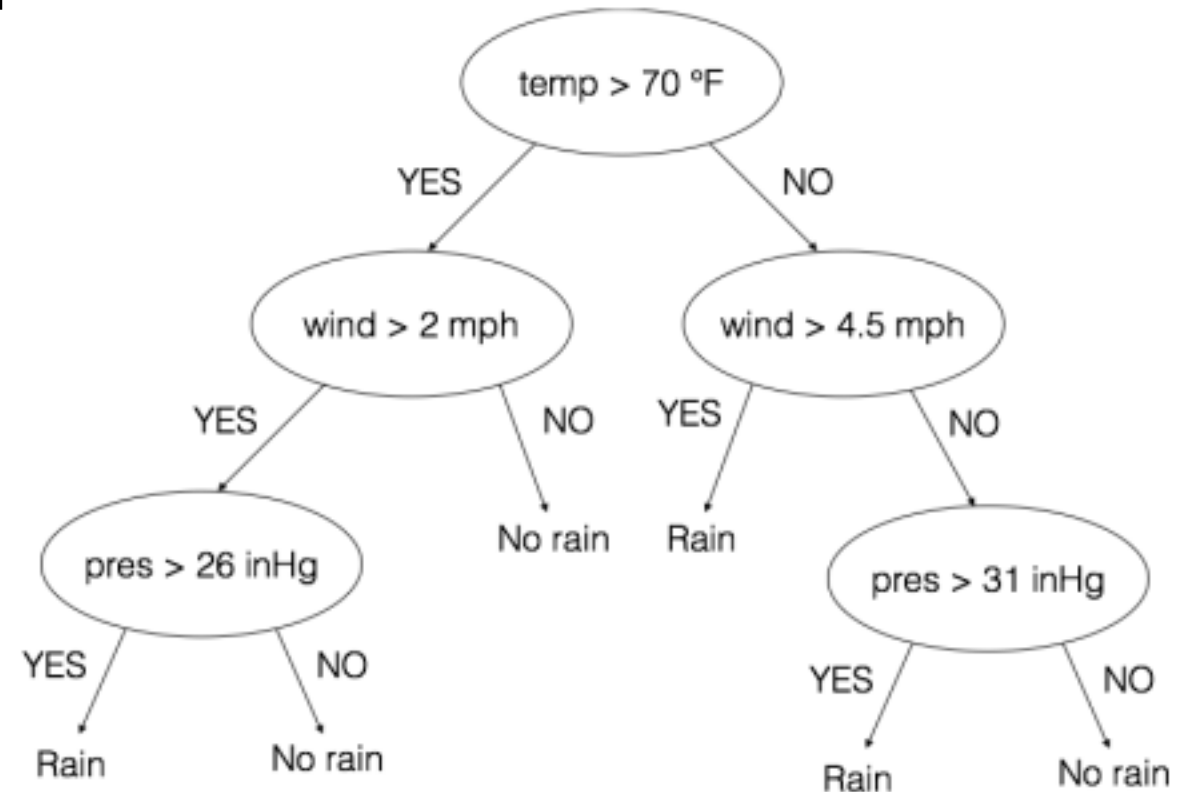 temp > 70 ºF
YES
NO
wind > 2 mph
wind > 4.5 mph
YES
NO
YES
NO
No rain
Rain
pres > 26 inHg
pres > 31 inHg
YES
NO
YES
NO
Rain
No rain
Rain
No rain